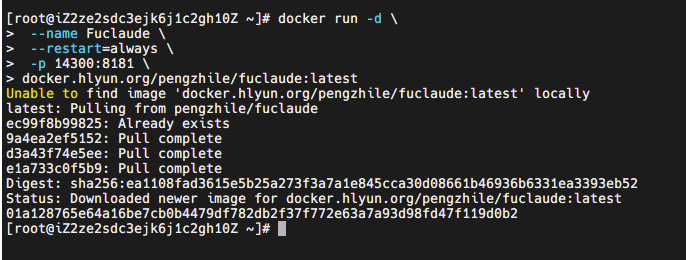 [root@iZ2ze2sdc3ejk6j1c2gh10Z ~]# docker run -d \
>  --name Fuclaude \
>  --restart=always \
>  -p 14300:8181 \
> docker.hlyun.org/pengzhile/fuclaude:latest
Unable to find image 'docker.hlyun.org/pengzhile/fuclaude:latest' locally
latest: Pulling from pengzhile/fuclaude
ec99f8b99825: Already exists
9a4ea2ef5152: Pull complete
d3a43f74e5ee: Pull complete
e1a733c0f5b9: Pull complete
Digest: sha256:ea1108fad3615e5b25a273f3a7a1e845cca30d08661b46936b6331ea3393eb52
Status: Downloaded newer image for docker.hlyun.org/pengzhile/fuclaude:latest
01a128765e64a16be7cb0b4479df782db2f37f772e63a7a93d98fd47f119d0b2
[root@iZ2ze2sdc3ejk6j1c2gh10Z ~]#